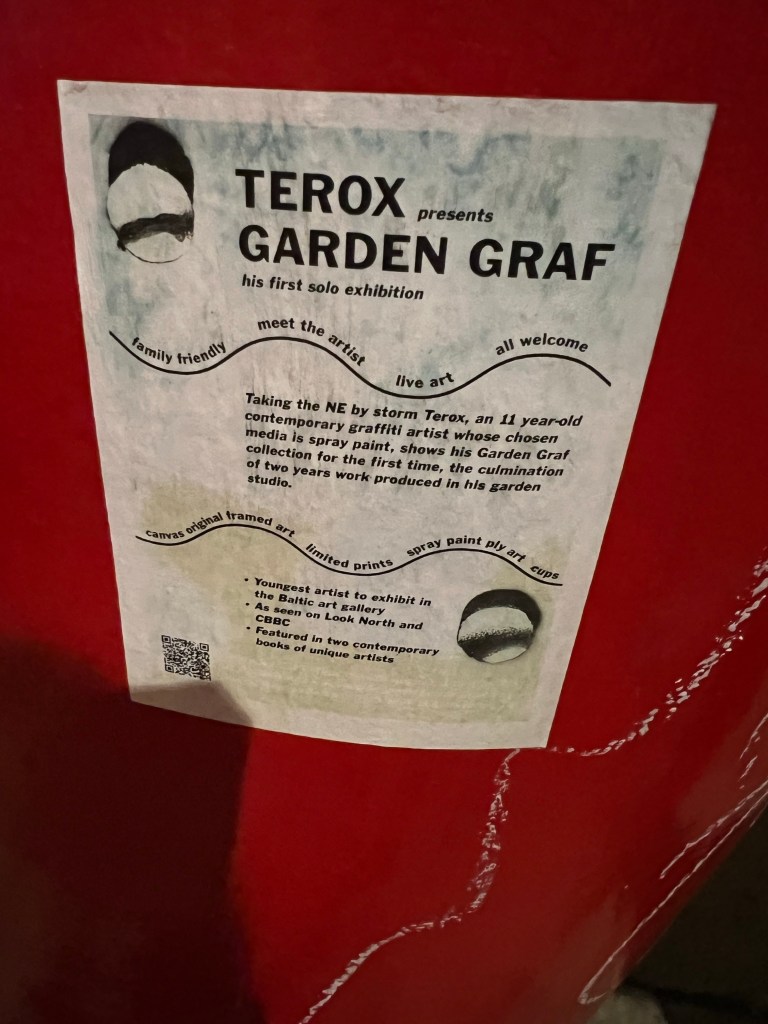 TEROX presents
GARDEN GRAF
his first solo exhibition
family friendly
meet the artist
live art
all welcome
Taking the NE by storm Terox, an 11 year-old
contemporary graffiti artist whose chosen
media is spray paint, shows his Garden Graf
collection for the first time, the culmination
of two years work produced in his garden
studio.
canvas original framed art
limited prints
spray paint ply art
cups
• Youngest artist to exhibit in
the Baltic art gallery
• As seen on Look North and
CBBC
• Featured in two contemporary
books of unique artists